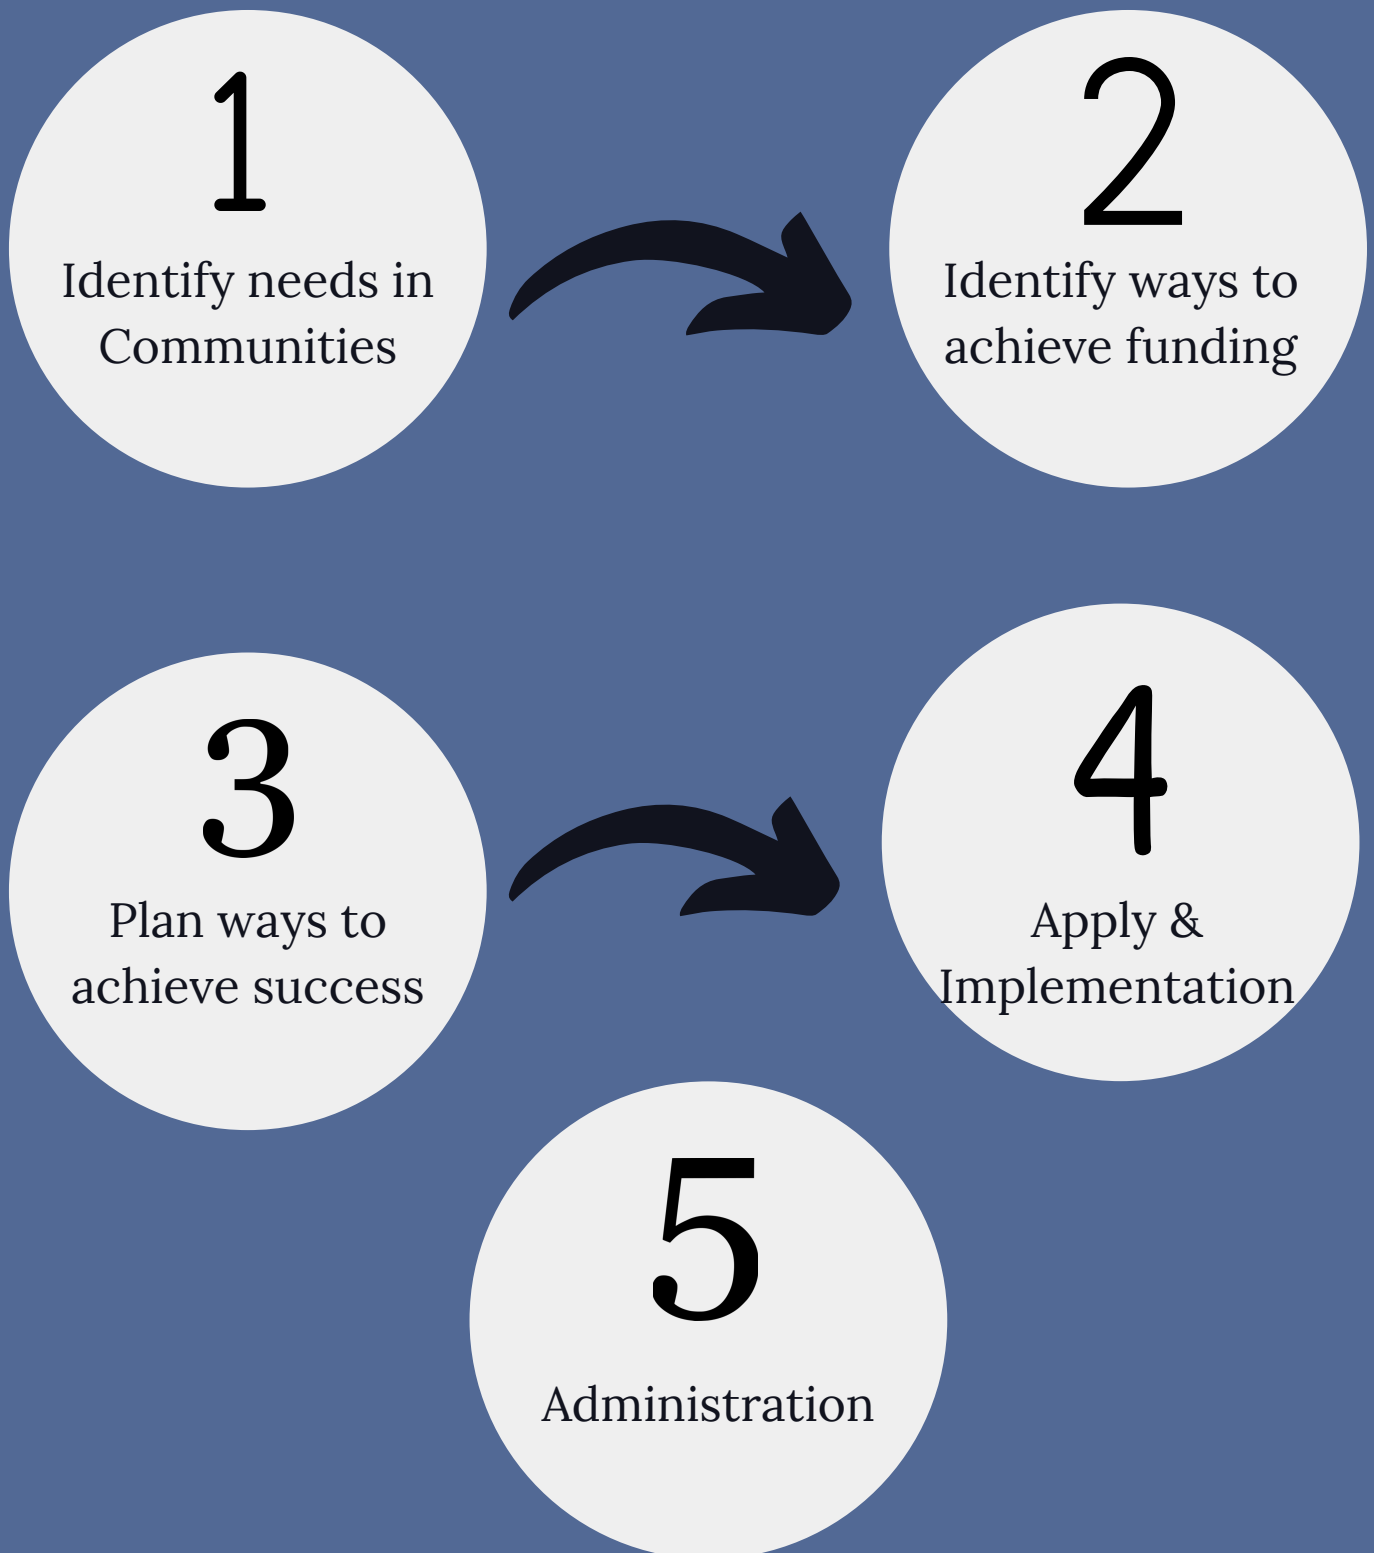 1
Identify needs in
Communities
2
Identify ways to
achieve funding
3
Plan ways to
achieve success
4
Apply &
Implementation
5
Administration